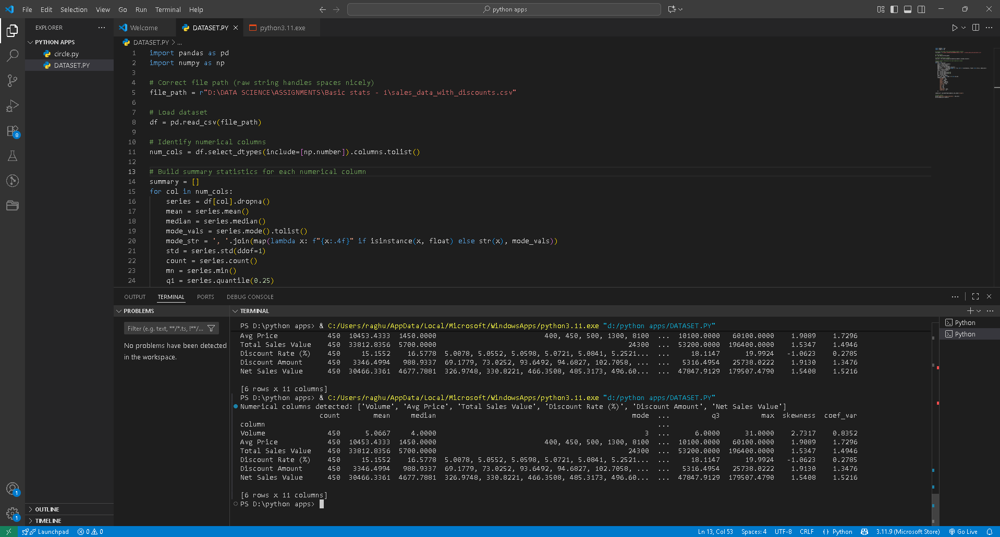 File Edit Selection View Go Run Terminal Help
python apps
EXPLORER
PYTHON APPS
circle.py
DATASET.PY
OUTLINE
TIMELINE
Welcome
DATASET.PY
python3.11.exe
DATASET.PY > ...
1 import pandas as pd
2 import numpy as np
3
4 # Correct file path (raw string handles spaces nicely)
5 file_path = r"D:\DATA SCIENCE\ASSIGNMENTS\Basic stats - 1\sales_data_with_discounts.csv"
6
7 # Load dataset
8 df = pd.read_csv(file_path)
9
10 # Identify numerical columns
11 num_cols = df.select_dtypes(include=[np.number]).columns.tolist()
12
13 # Build summary statistics for each numerical column
14 summary = []
15 for col in num_cols:
16 series = df[col].dropna()
17 mean = series.mean()
18 median = series.median()
19 mode_vals = series.mode().tolist()
20 mode_str = ', '.join(map(lambda x: f"{x:.4f}" if isinstance(x, float) else str(x), mode_vals))
21 std = series.std(ddof=1)
22 count = series.count()
23 mn = series.min()
24 q1 = series.quantile(0.25)
OUTPUT TERMINAL PORTS DEBUG CONSOLE
PROBLEMS
Filter (e.g. text, **/*.ts, !**/...
No problems have been detected
in the workspace.
TERMINAL
PS D:\python apps> & C:/Users/raghu/AppData/Local/Microsoft/WindowsApps/python3.11.exe "d:/python apps/DATASET.PY"
Avg Price 450 10453.4333 1450.0000 400, 450, 500, 1300, 8100 ... 10100.0000 60100.0000 1.9089 1.7296
Total Sales Value 450 33812.8356 5700.0000 24300 ... 53200.0000 196400.0000 1.5347 1.4946
Discount Rate (%) 450 15.1552 16.5778 5.0078, 5.0552, 5.0598, 5.0721, 5.0841, 5.2521... ... 18.1147 19.9924 -1.0623 0.2785
Discount Amount 450 3346.4994 988.9337 69.1779, 73.0252, 93.6492, 94.6827, 102.7058, ... ... 5316.4954 25738.0222 1.9130 1.3476
Net Sales Value 450 30466.3361 4677.7881 326.9748, 330.8221, 466.3508, 485.3173, 496.60... ... 47847.9129 179507.4790 1.5408 1.5216
[6 rows x 11 columns]
PS D:\python apps> & C:/Users/raghu/AppData/Local/Microsoft/WindowsApps/python3.11.exe "d:/python apps/DATASET.PY"
Numerical columns detected: ['Volume', 'Avg Price', 'Total Sales Value', 'Discount Rate (%)', 'Discount Amount', 'Net Sales Value']
count mean median mode ... q3 max skewness coef_var
column ...
Volume 450 5.0667 4.0000 3 ... 6.0000 31.0000 2.7317 0.8352
Avg Price 450 10453.4333 1450.0000 400, 450, 500, 1300, 8100 ... 10100.0000 60100.0000 1.9089 1.7296
Total Sales Value 450 33812.8356 5700.0000 24300 ... 53200.0000 196400.0000 1.5347 1.4946
Discount Rate (%) 450 15.1552 16.5778 5.0078, 5.0552, 5.0598, 5.0721, 5.0841, 5.2521... ... 18.1147 19.9924 -1.0623 0.2785
Discount Amount 450 3346.4994 988.9337 69.1779, 73.0252, 93.6492, 94.6827, 102.7058, ... ... 5316.4954 25738.0222 1.9130 1.3476
Net Sales Value 450 30466.3361 4677.7881 326.9748, 330.8221, 466.3508, 485.3173, 496.60... ... 47847.9129 179507.4790 1.5408 1.5216
[6 rows x 11 columns]
PS D:\python apps>
Python
Python
8
1
1
Launchpad 0 0
Ln 13, Col 53 Spaces: 4 UTF-8 CRLF {} Python 3.11.9 (Microsoft Store) Go Live